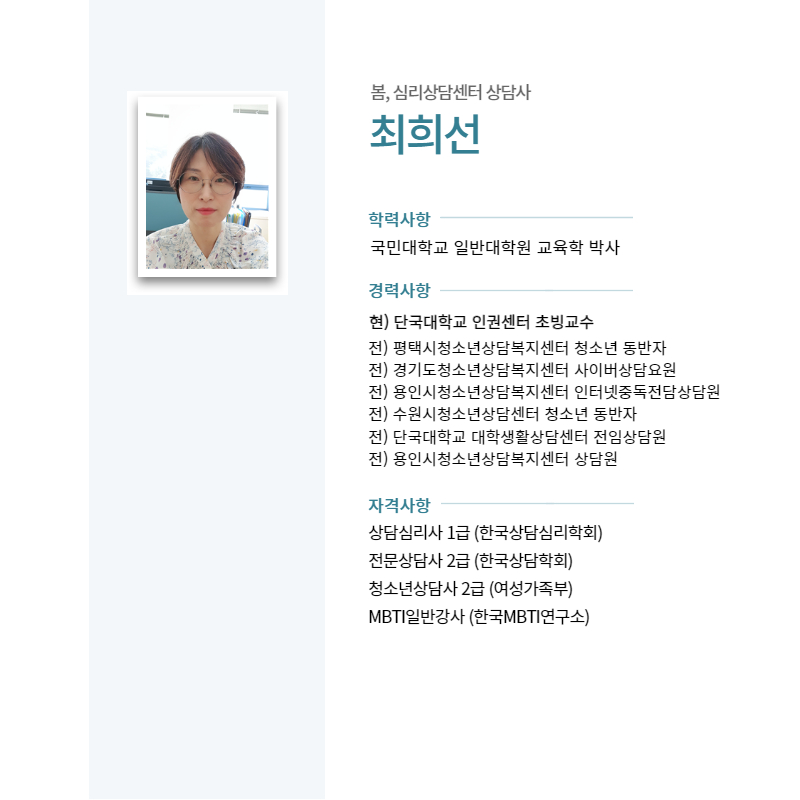 봄, 심리상담센터 상담사
최희선
학력사항
국민대학교 일반대학원 교육학 박사
경력사항
현) 단국대학교 인권센터 초빙교수
전) 평택시청소년상담복지센터 청소년 동반자
전) 경기도청소년상담복지센터 사이버상담요원
전) 용인시청소년상담복지센터 인터넷중독전담상담원
전) 수원시청소년상담센터 청소년 동반자
전) 단국대학교 대학생활상담센터 전임상담원
전) 용인시청소년상담복지센터 상담원
자격사항
상담심리사 1급 (한국상담심리학회)
전문상담사 2급 (한국상담학회)
청소년상담사 2급 (여성가족부)
MBTI일반강사 (한국MBTI연구소)